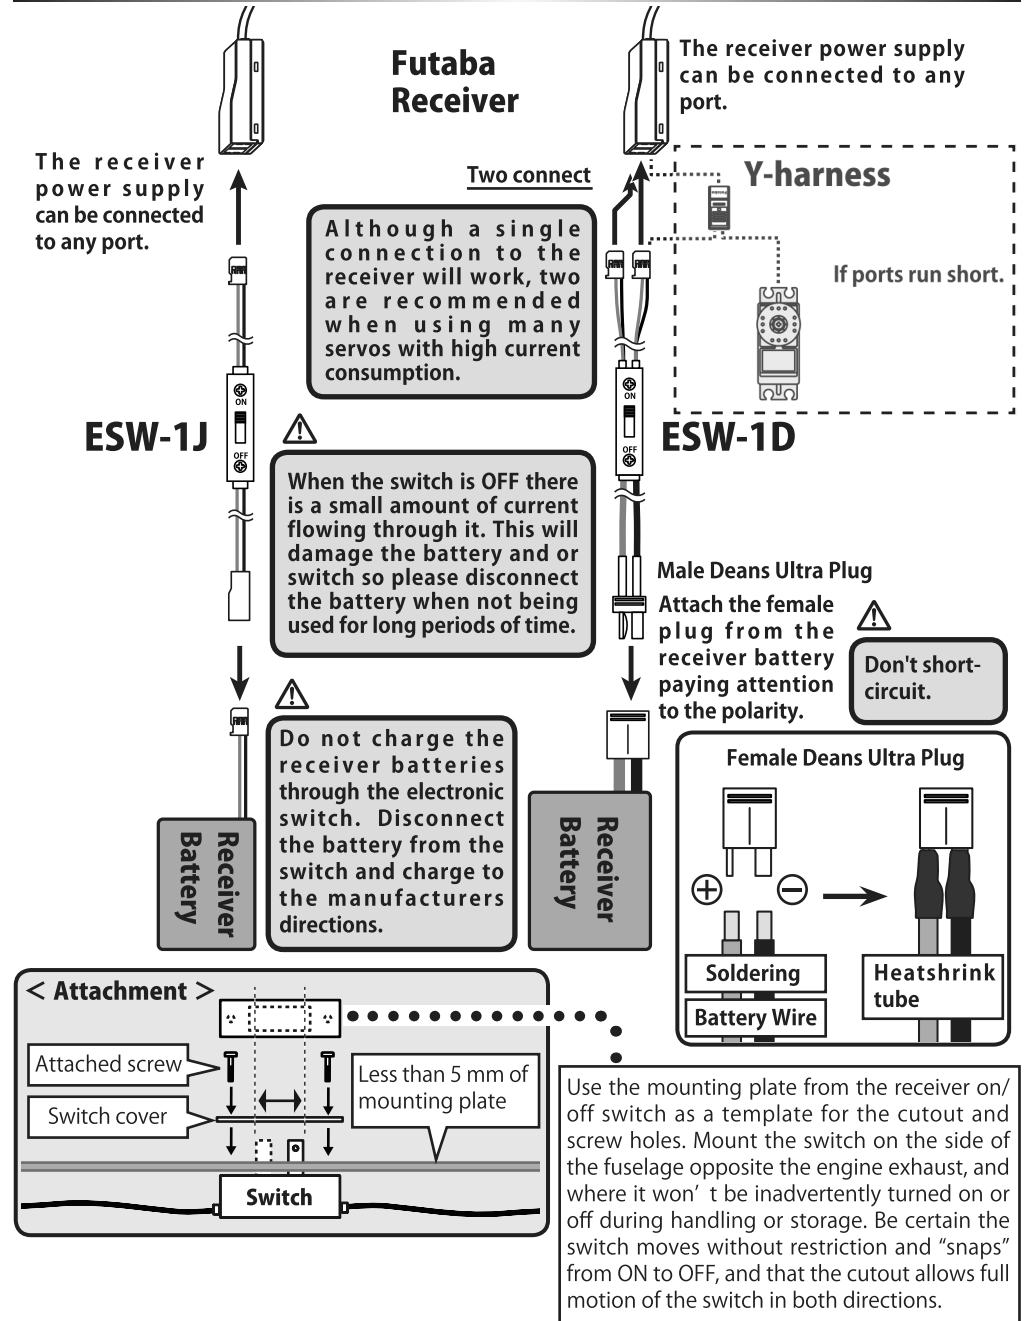 Futaba
Receiver
The receiver power supply
can be connected to any
port.
The receiver
power supply
can be connected
to any port.
Two connect
Y-harness
Although a single
connection to the
receiver will work, two
are recommended
when using many
servos with high current
consumption.
If ports run short.
ON
OFF
ESW-1J
ON
OFF
ESW-1D
When the switch is OFF there
is a small amount of current
flowing through it. This will
damage the battery and or
switch so please disconnect
the battery when not being
used for long periods of time.
Male Deans Ultra Plug
Attach the female
plug from the
receiver battery
paying attention
to the polarity.
Don't short-
circuit.
Do not charge the
receiver batteries
through the electronic
switch. Disconnect
the battery from the
switch and charge to
the manufacturers
directions.
Receiver
Battery
Receiver
Battery
Female Deans Ultra Plug
+
−
Soldering
Battery Wire
Heatshrink
tube
< Attachment >
Attached screw
Switch cover
Less than 5 mm of
mounting plate
Switch
Use the mounting plate from the receiver on/
off switch as a template for the cutout and
screw holes. Mount the switch on the side of
the fuselage opposite the engine exhaust, and
where it won’ t be inadvertently turned on or
off during handling or storage. Be certain the
switch moves without restriction and “snaps”
from ON to OFF, and that the cutout allows full
motion of the switch in both directions.